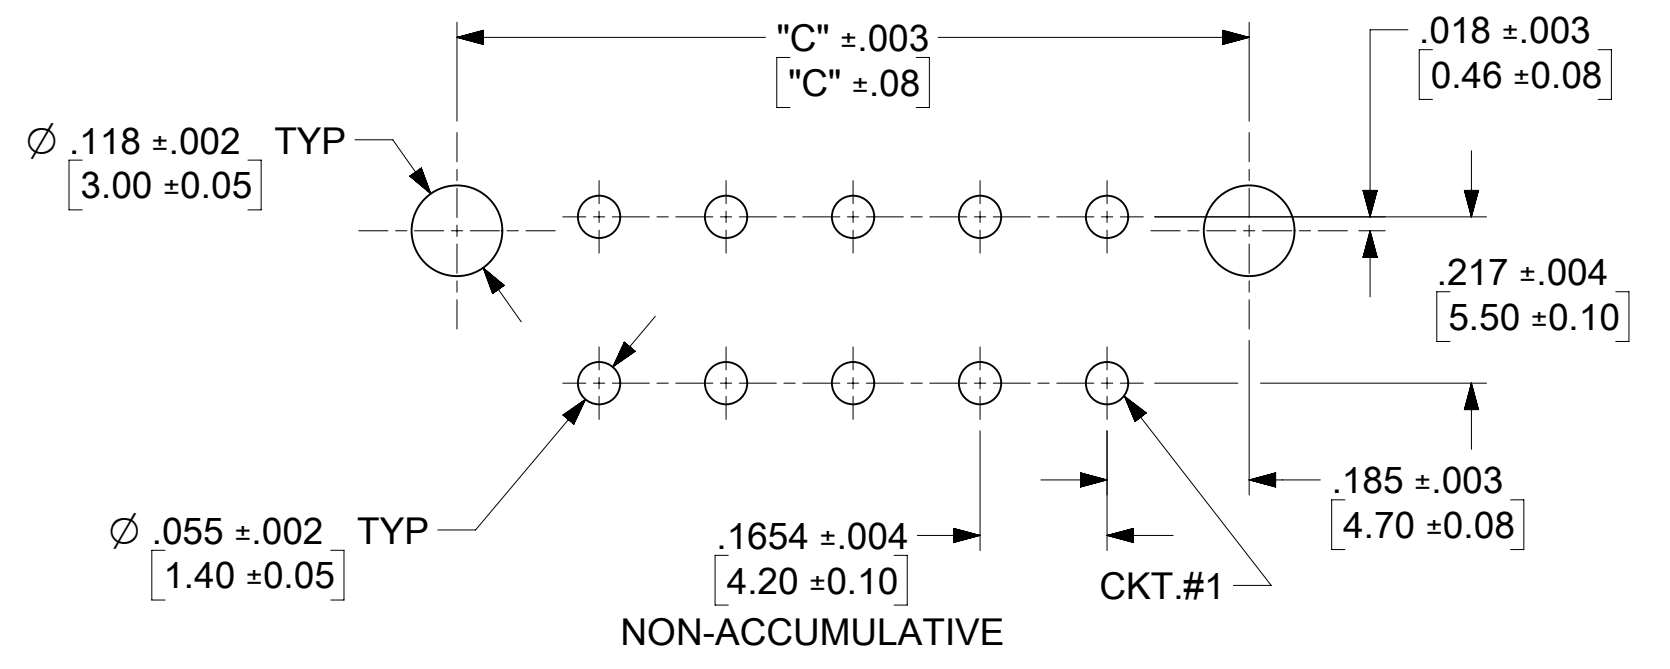 "C" ±.003
["C" ±.08]
.018 ±.003
[0.46 ±0.08]
∅ .118 ±.002 TYP
[3.00 ±0.05]
.217 ±.004
[5.50 ±0.10]
.185 ±.003
[4.70 ±0.08]
∅ .055 ±.002 TYP
[1.40 ±0.05]
.1654 ±.004
[4.20 ±0.10]
NON-ACCUMULATIVE
CKT.#1